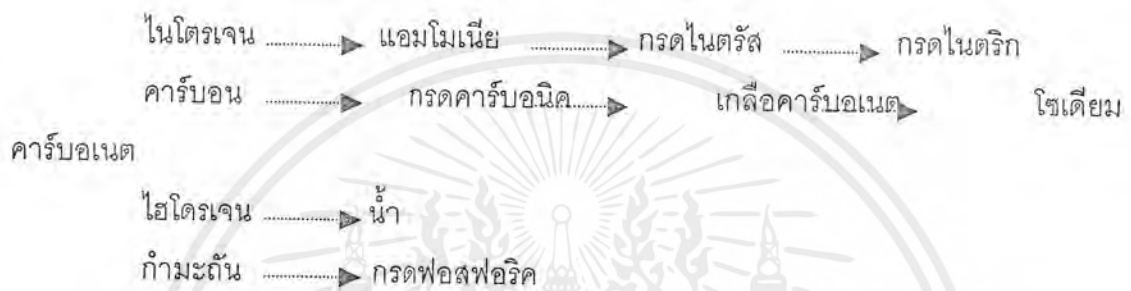 ไนโตรเจน แอมโมเนีย กรดไนตรัส กรดไนตริก
คาร์บอน กรดคาร์บอนิค เกลือคาร์บอเนต โซเดียม
คาร์บอเนต
ไฮโดรเจน น้ำ
กำมะถัน กรดฟอสฟอริค